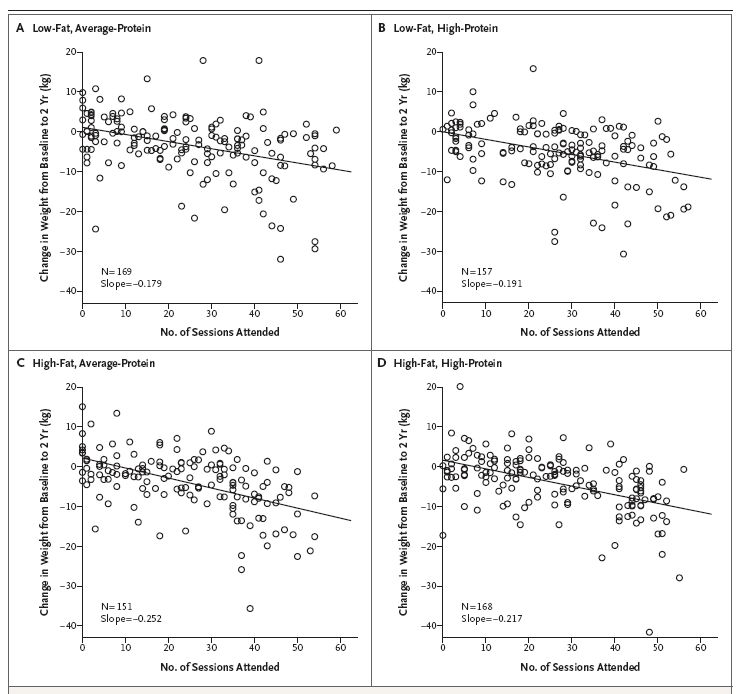 A Low-Fat, Average-Protein
Change in Weight from Baseline to 2 Yr (kg)
20
10
0
−10
−20
−30
−40
N=169
Slope=−0.179
0 10 20 30 40 50 60
No. of Sessions Attended
B Low-Fat, High-Protein
Change in Weight from Baseline to 2 Yr (kg)
20
10
0
−10
−20
−30
−40
N=157
Slope=−0.191
0 10 20 30 40 50 60
No. of Sessions Attended
C High-Fat, Average-Protein
Change in Weight from Baseline to 2 Yr (kg)
20
10
0
−10
−20
−30
−40
N=151
Slope=−0.252
0 10 20 30 40 50 60
No. of Sessions Attended
D High-Fat, High-Protein
Change in Weight from Baseline to 2 Yr (kg)
20
10
0
−10
−20
−30
−40
N=168
Slope=−0.217
0 10 20 30 40 50 60
No. of Sessions Attended